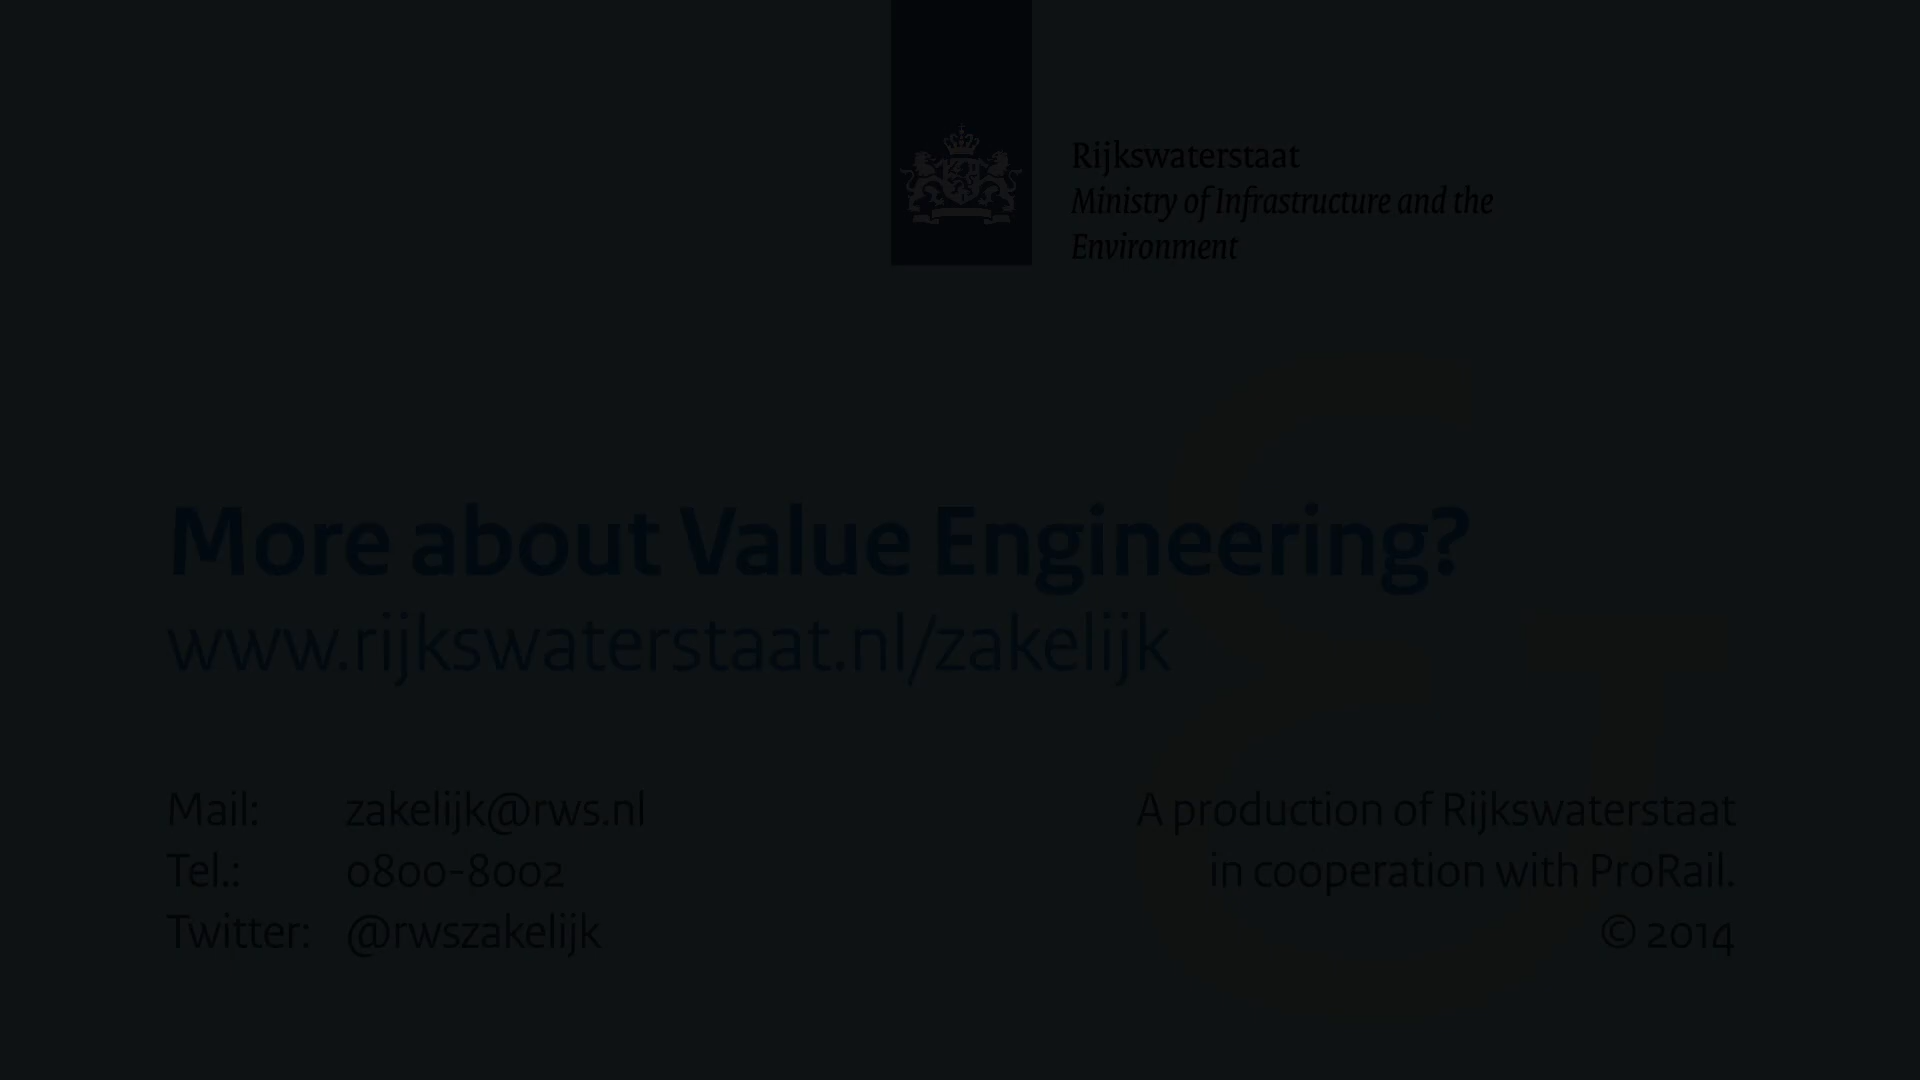 Rijkswaterstaat
Ministry of Infrastructure and the
Environment
More about Value Engineering?
www.rijkswaterstaat.nl/zakelijk
Mail: zakelijk@rws.nl
Tel.: 0800-8002
Twitter: @rwszakelijk
A production of Rijkswaterstaat
in cooperation with ProRail.
© 2014